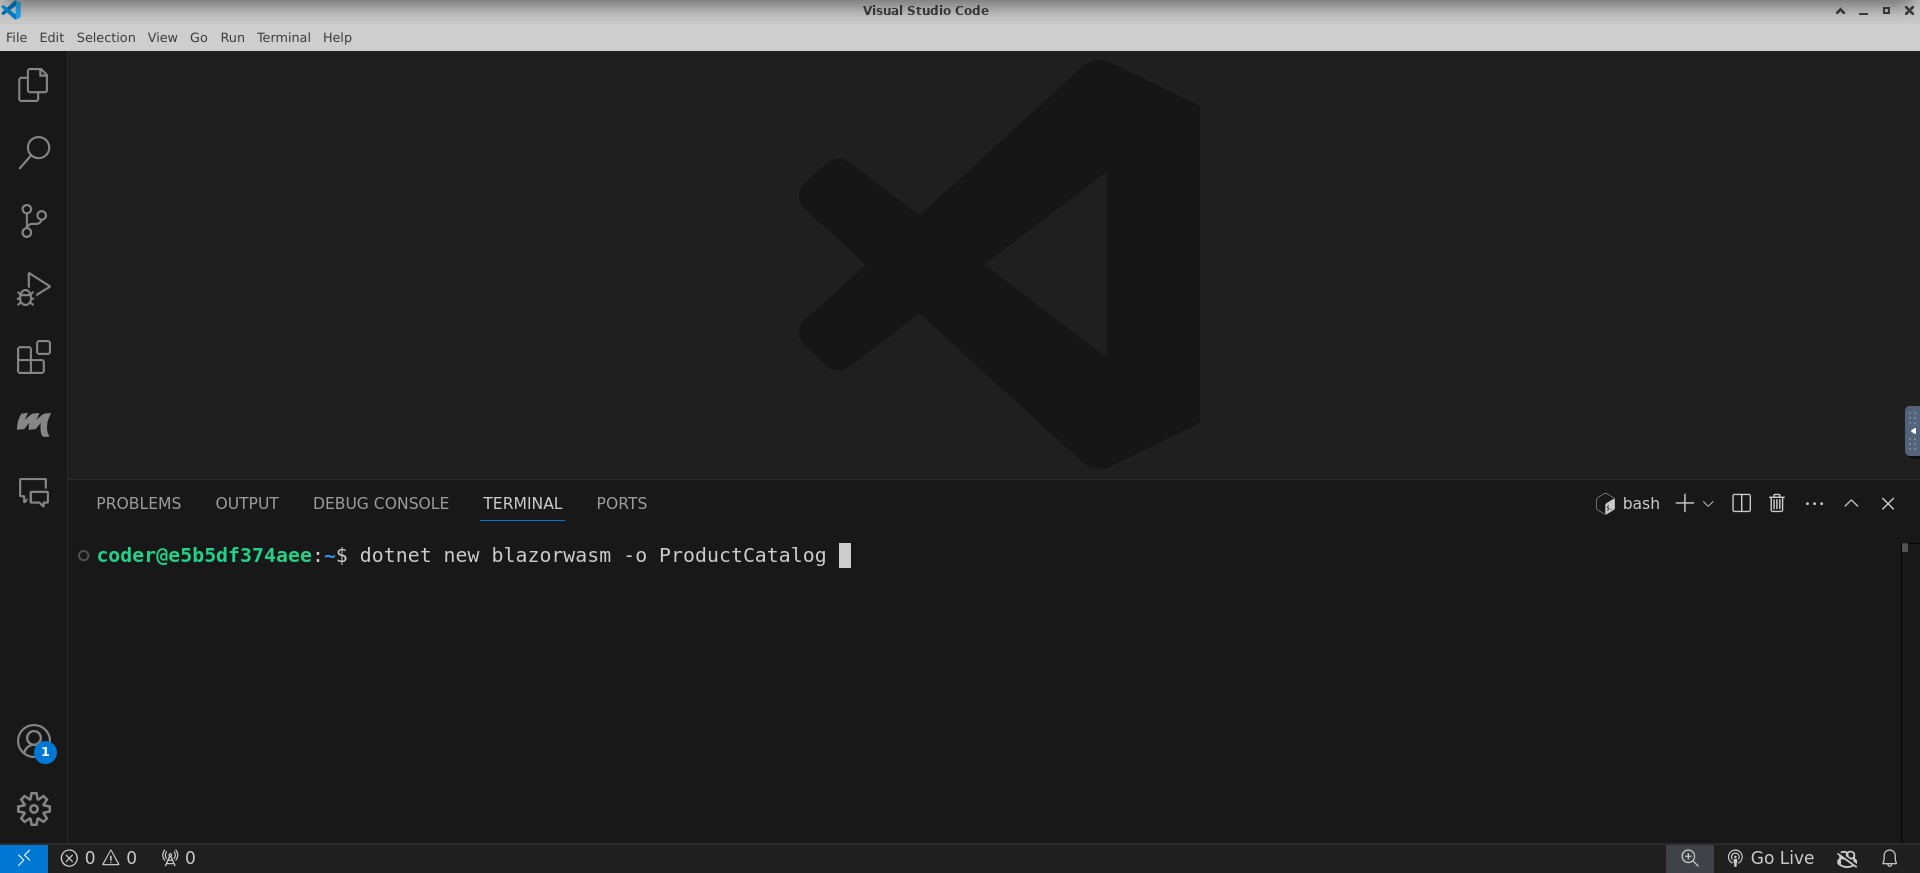 Visual Studio Code
File Edit Selection View Go Run Terminal Help
PROBLEMS OUTPUT DEBUG CONSOLE TERMINAL PORTS
bash
coder@e5b5df374aee:~$ dotnet new blazorwasm -o ProductCatalog
1
0 0 0
Go Live